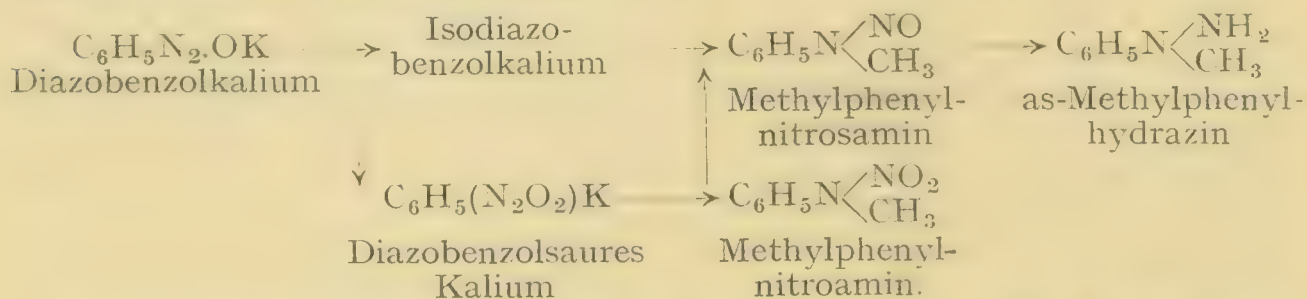 C₆H₅N₂.OK → Isodiazo- → C₆H₅N<NO CH₃ → C₆H₅N<NH₂ CH₃
Diazobenzolkalium benzolkalium Methylphenyl- as-Methylphenyl-
nitrosamin hydrazin
C₆H₅(N₂O₂)K → C₆H₅N<NO₂ CH₃
Diazobenzolsaures Methylphenyl-
Kalium nitroamin.